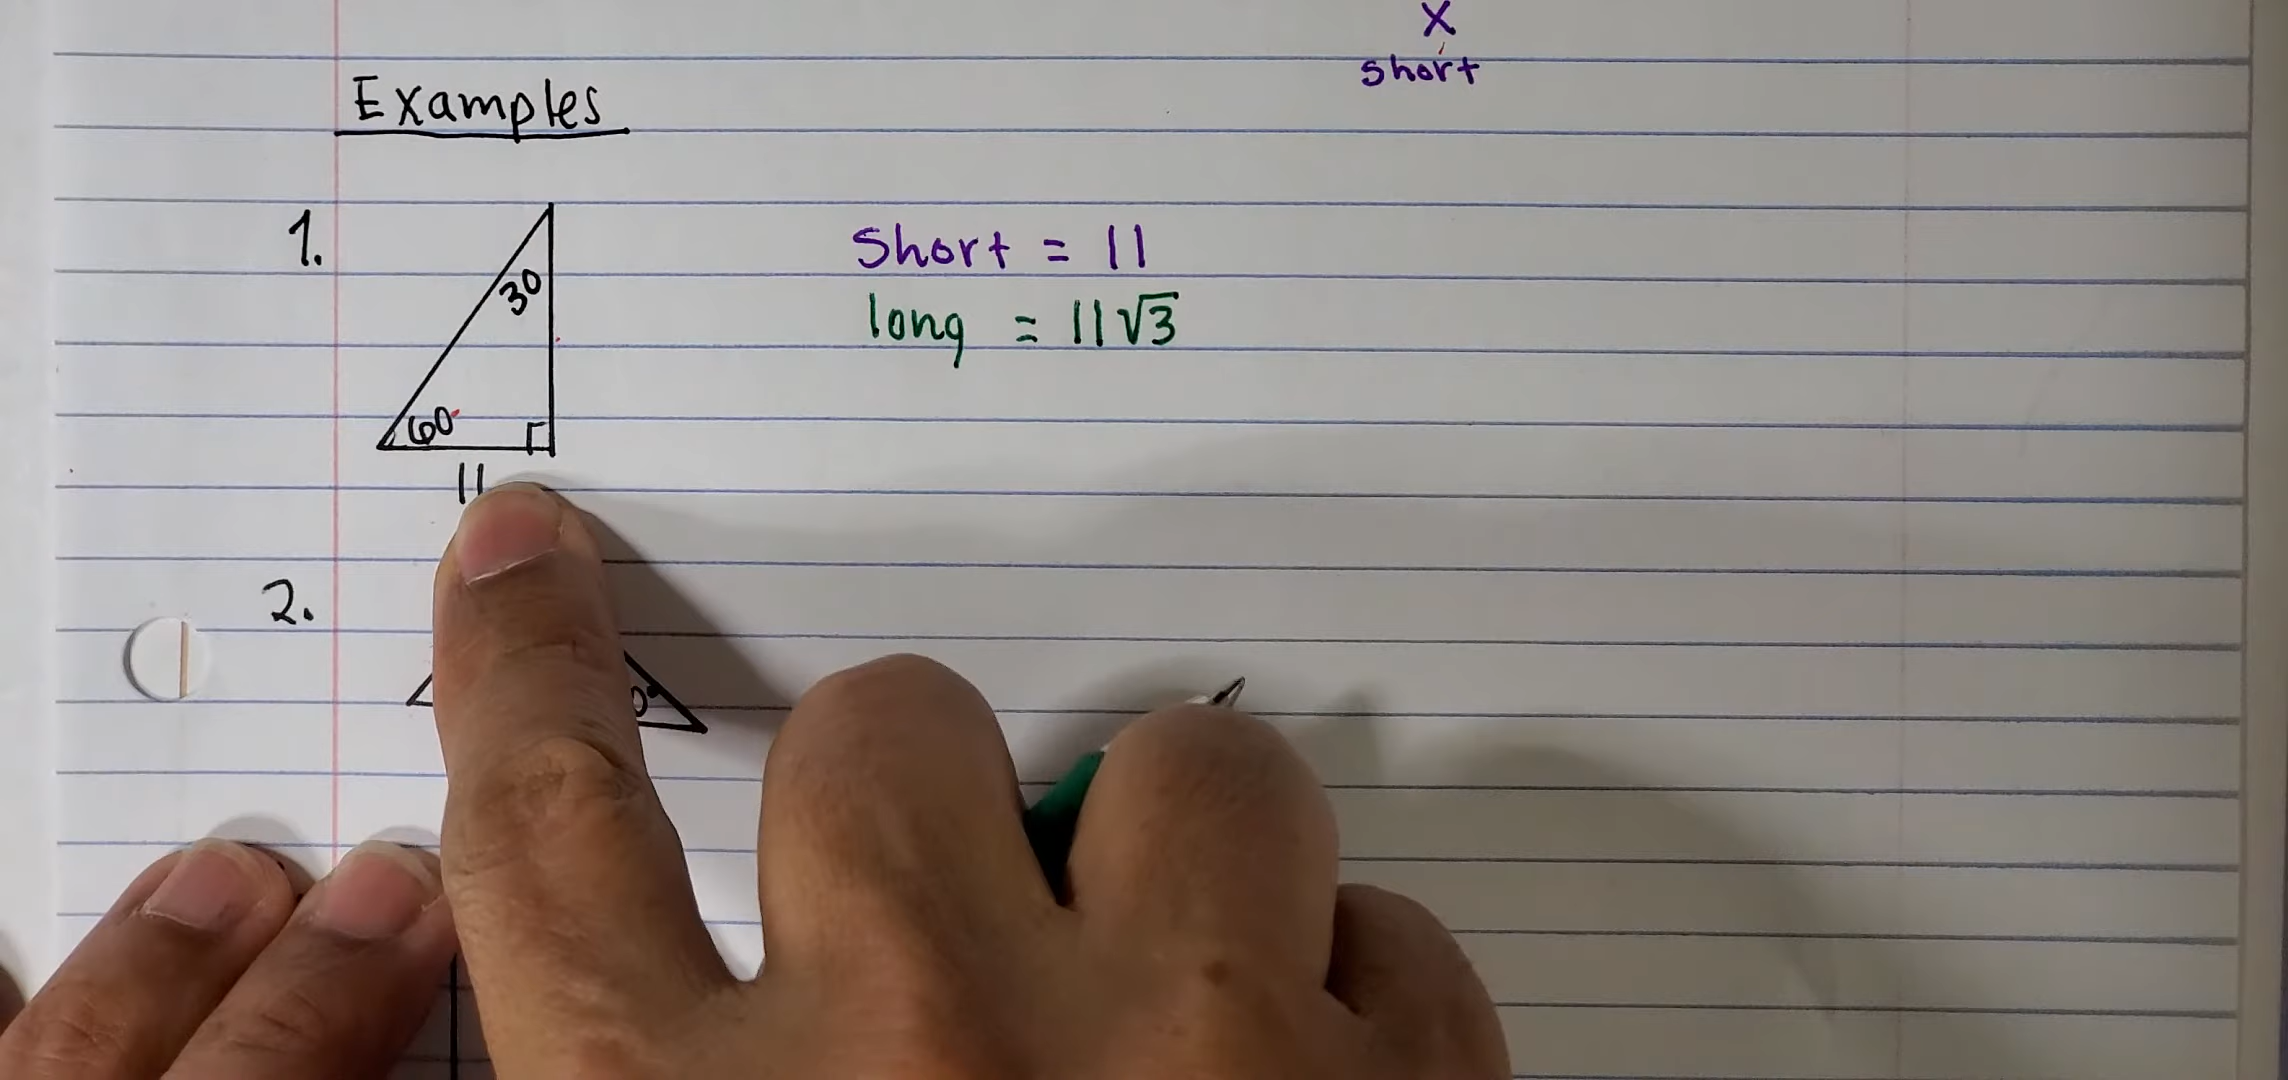 x
short
Examples
1.
30
60
11
Short = 11
long = 11√3
2.